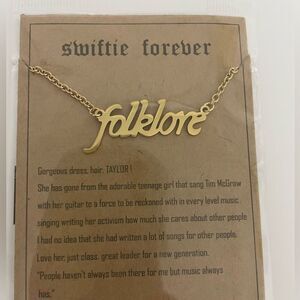 swiftie forever
folklore
Gorgeous dress, hair. TAYLOR !
She has gone from the adorable teenage girl that sang Tim McGraw
with her guitar to a force to be reckoned with in every level music,
singing writing her activism how much she cares about other people
I had no idea that she had written a lot of songs for other people.
Love her, just class. great leader for a new generation.
"People haven't always been there for me but music always
has."